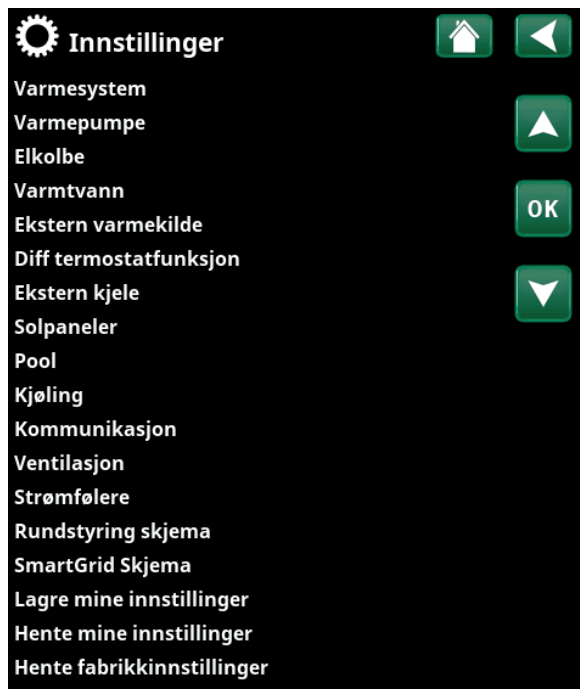 Innstillinger
Varmesystem
Varmepumpe
Elkolbe
Varmtvann
OK
Ekstern varmekilde
Diff termostatfunksjon
Ekstern kjele
Solpaneler
Pool
Kjøling
Kommunikasjon
Ventilasjon
Strømfølere
Rundstyring skjema
SmartGrid Skjema
Lagre mine innstillinger
Hente mine innstillinger
Hente fabrikkinnstillinger